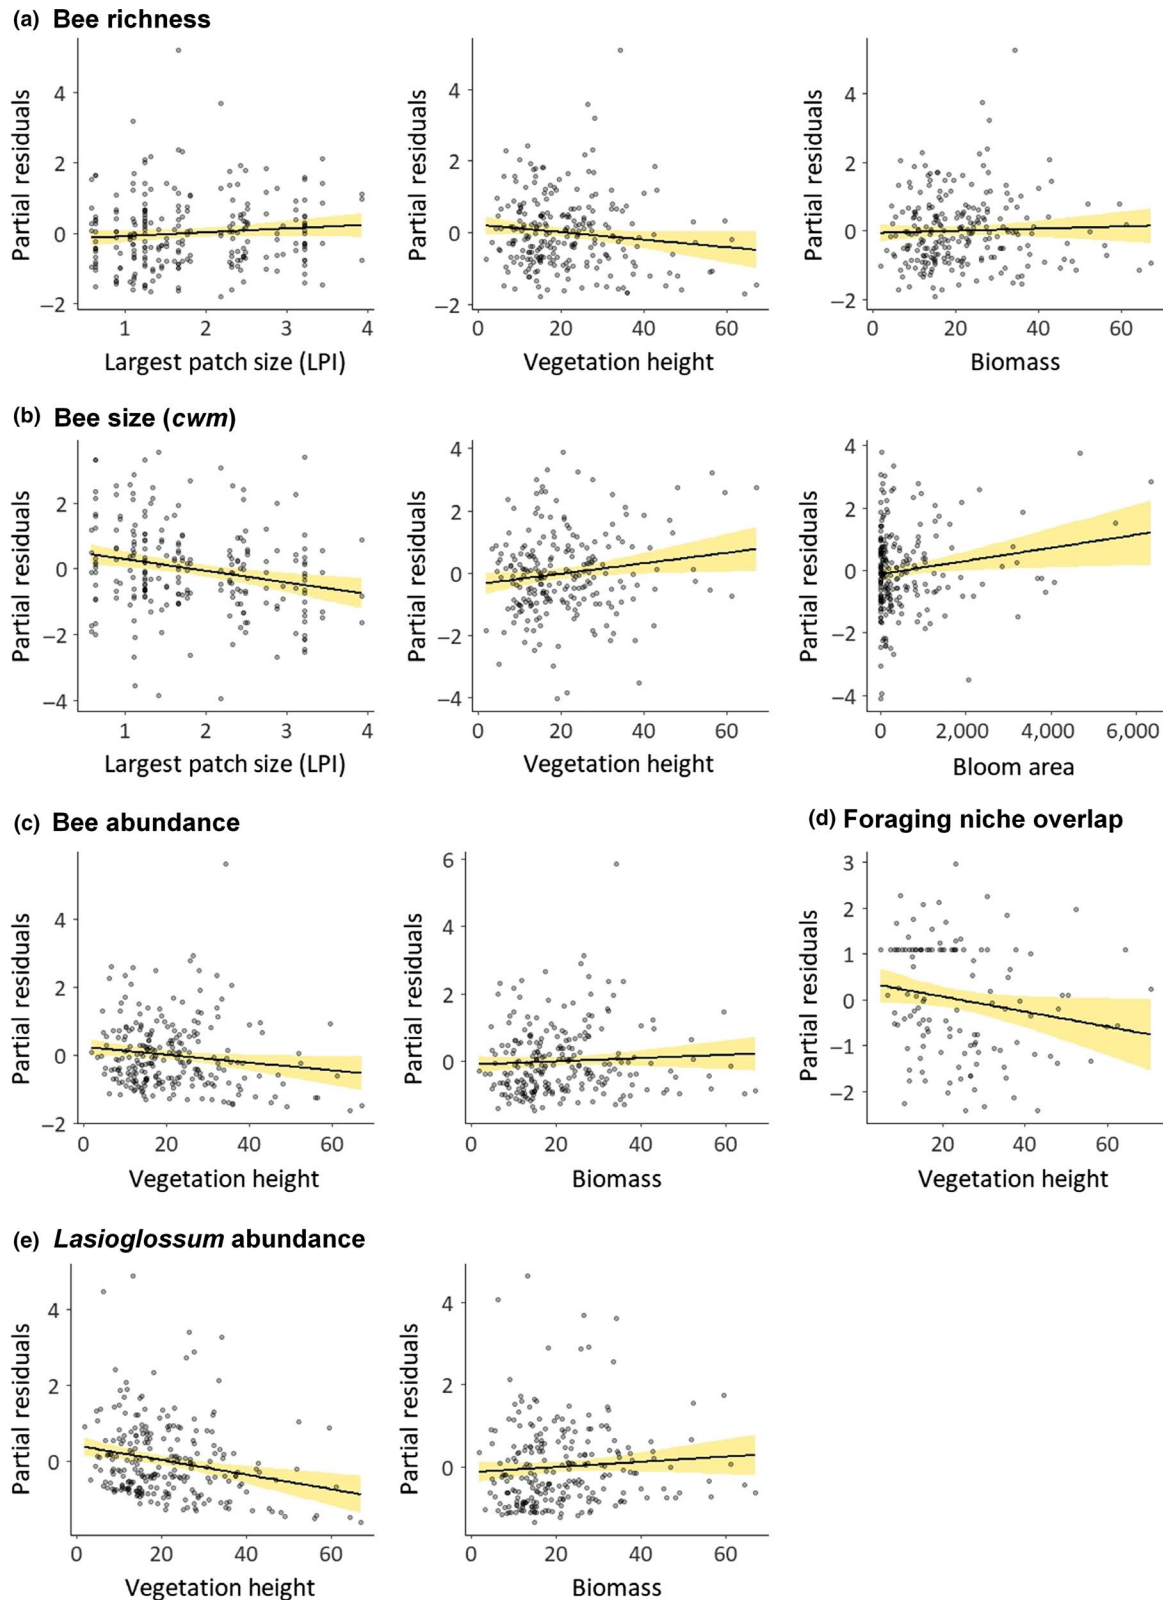 (a) Bee richness
Partial residuals
4
2
0
−2
1 2 3 4
Largest patch size (LPI)
Partial residuals
4
2
0
−2
0 20 40 60
Vegetation height
Partial residuals
4
2
0
−2
0 20 40 60
Biomass
(b) Bee size (cwm)
Partial residuals
2
0
−2
−4
1 2 3 4
Largest patch size (LPI)
Partial residuals
4
2
0
−2
−4
0 20 40 60
Vegetation height
Partial residuals
4
2
0
−2
−4
0 2,000 4,000 6,000
Bloom area
(c) Bee abundance
Partial residuals
4
2
0
−2
0 20 40 60
Vegetation height
Partial residuals
6
4
2
0
0 20 40 60
Biomass
(d) Foraging niche overlap
Partial residuals
3
2
1
0
−1
−2
20 40 60
Vegetation height
(e) Lasioglossum abundance
Partial residuals
4
2
0
0 20 40 60
Vegetation height
Partial residuals
4
2
0
0 20 40 60
Biomass